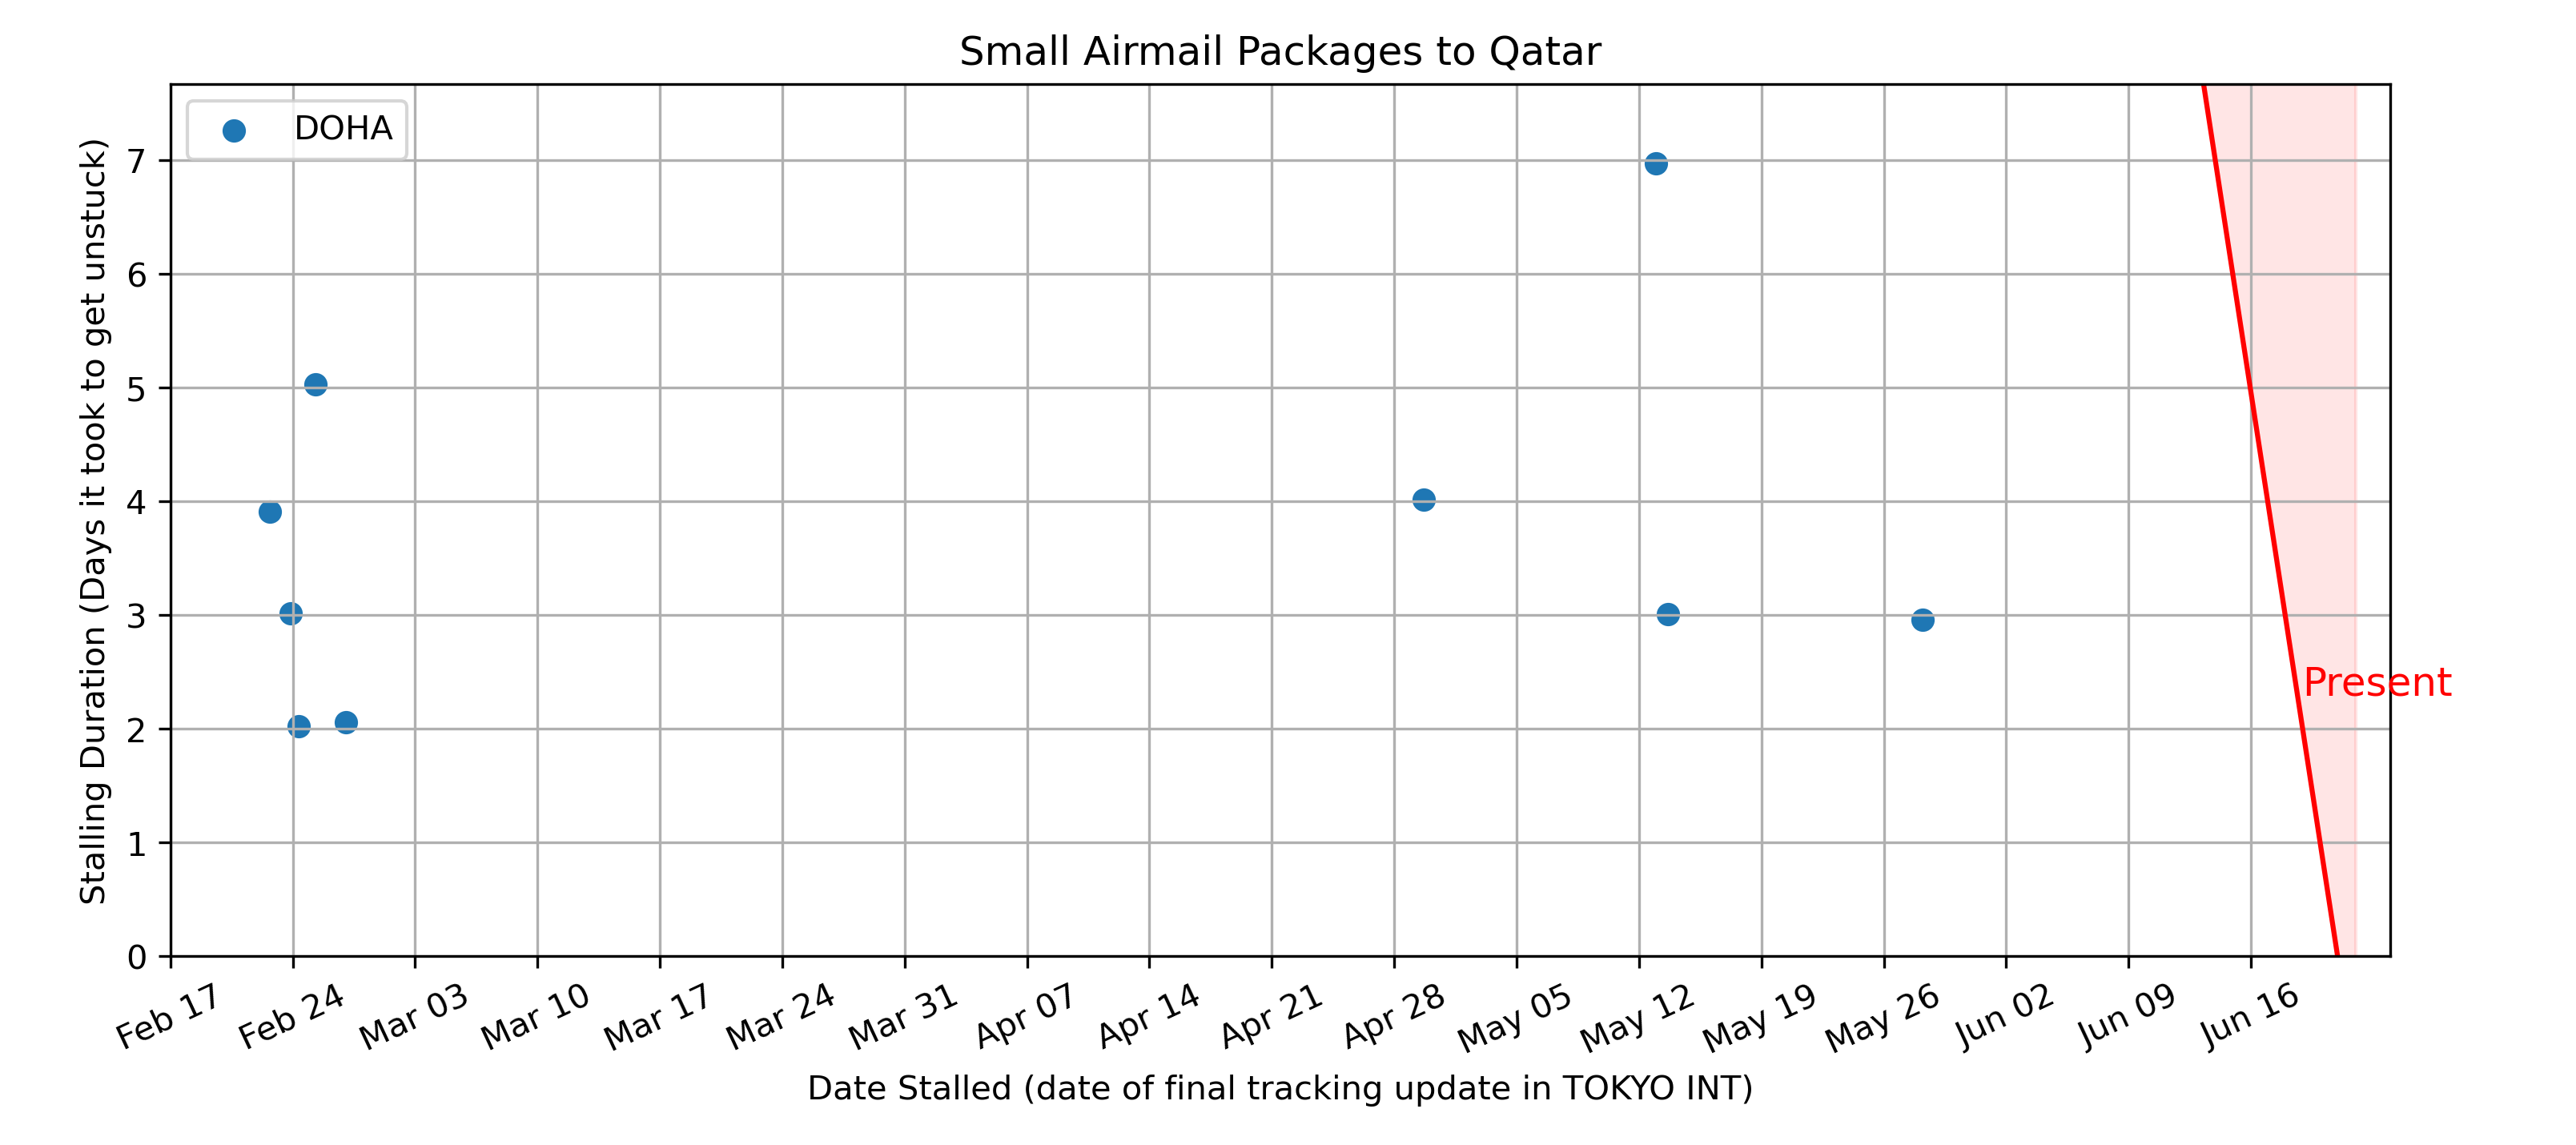 Small Airmail Packages to Qatar
DOHA
Stalling Duration (Days it took to get unstuck)
7
6
5
4
3
2
1
0
Present
Feb 17
Feb 24
Mar 03
Mar 10
Mar 17
Mar 24
Mar 31
Apr 07
Apr 14
Apr 21
Apr 28
May 05
May 12
May 19
May 26
Jun 02
Jun 09
Jun 16
Date Stalled (date of final tracking update in TOKYO INT)